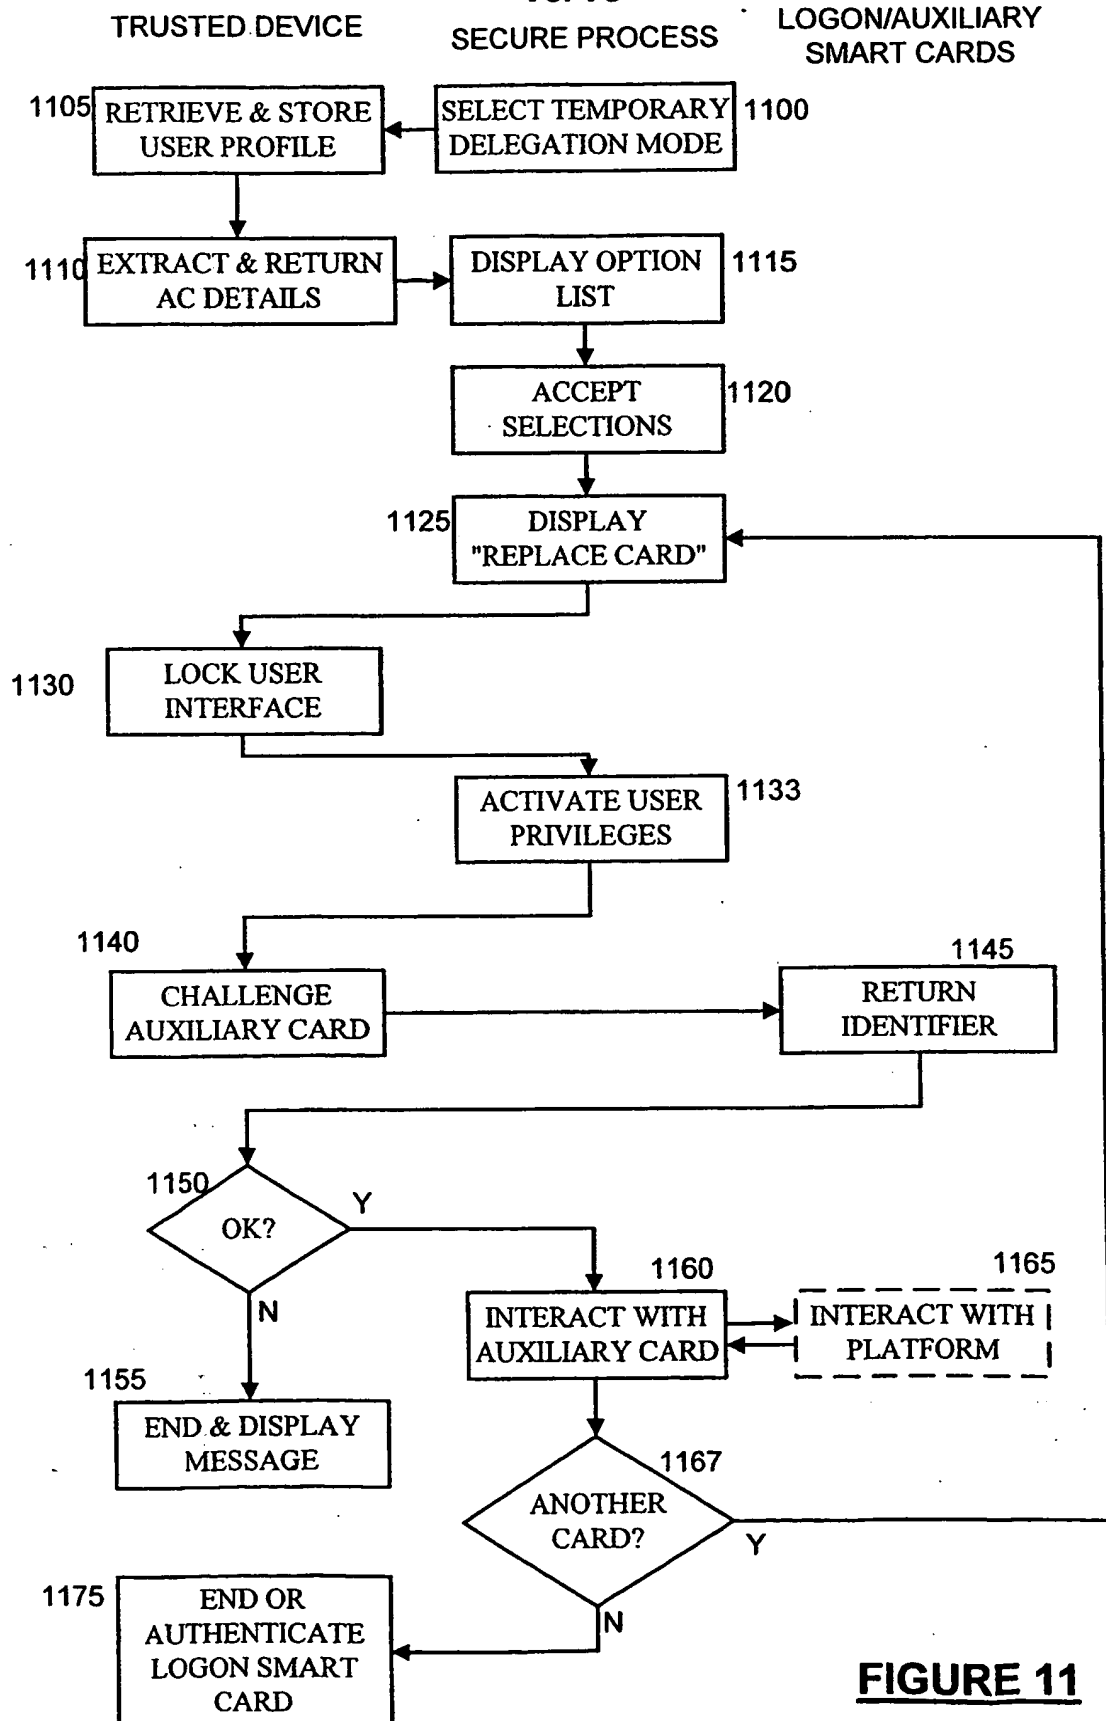 TRUSTED DEVICE
SECURE PROCESS
LOGON/AUXILIARY
SMART CARDS
1105
RETRIEVE & STORE
USER PROFILE
SELECT TEMPORARY
DELEGATION MODE
1100
1110
EXTRACT & RETURN
AC DETAILS
DISPLAY OPTION
LIST
1115
ACCEPT
SELECTIONS
1120
1125
DISPLAY
"REPLACE CARD"
1130
LOCK USER
INTERFACE
ACTIVATE USER
PRIVILEGES
1133
1140
CHALLENGE
AUXILIARY CARD
1145
RETURN
IDENTIFIER
1150
OK?
Y
N
1155
END & DISPLAY
MESSAGE
1160
INTERACT WITH
AUXILIARY CARD
1165
INTERACT WITH
PLATFORM
1167
ANOTHER
CARD?
Y
N
1175
END OR
AUTHENTICATE
LOGON SMART
CARD
FIGURE 11